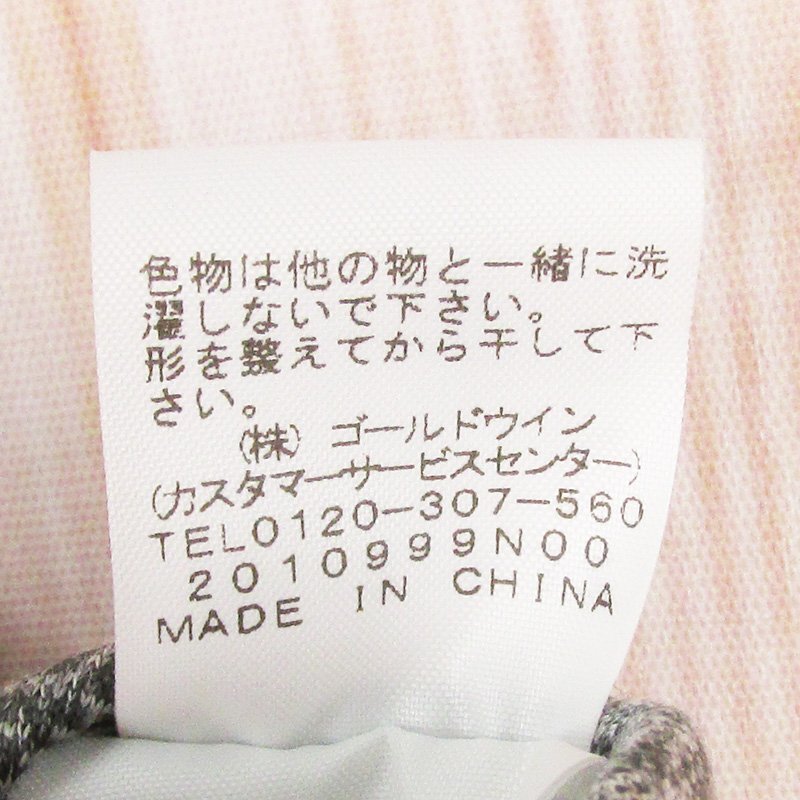 色物は他の物と一緒に洗
濯しないで下さい。
形を整えてから干して下
さい。
(株) ゴールドウイン
(カスタマーサービスセンター)
TEL0120-307-560
2010999N00
MADE IN CHINA